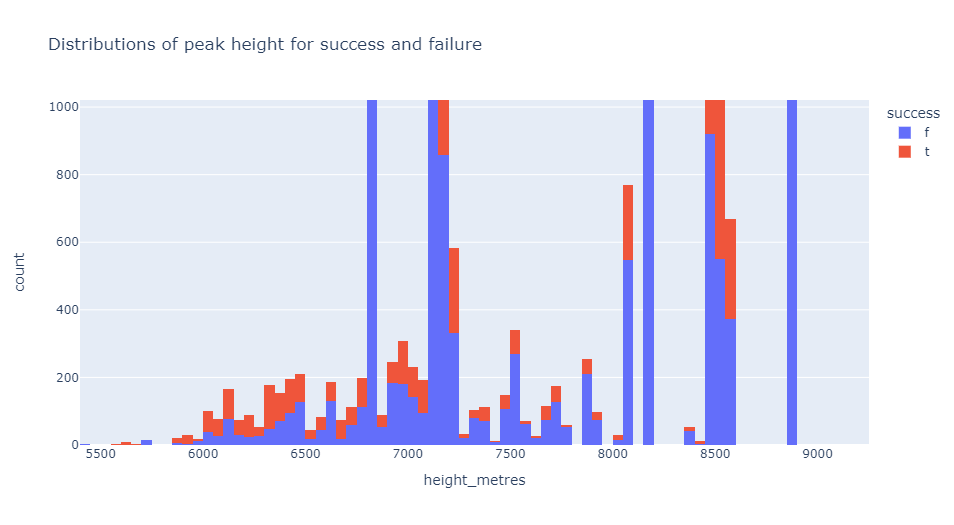 Distributions of peak height for success and failure
1000
800
600
400
200
0
count
5500 6000 6500 7000 7500 8000 8500 9000
height_metres
success
f
t